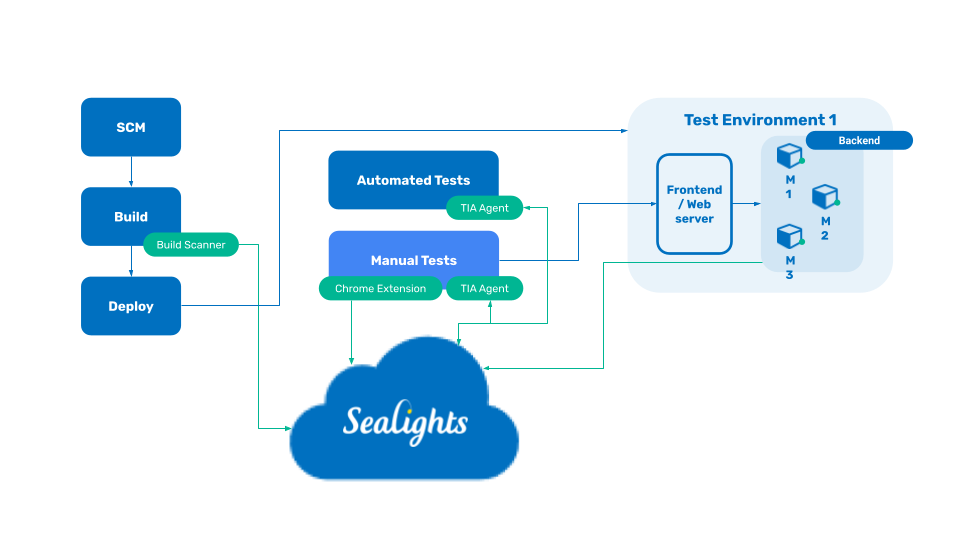 SCM
Build
Build Scanner
Deploy
Automated Tests
TIA Agent
Manual Tests
Chrome Extension
TIA Agent
Sealights
Test Environment 1
Backend
Frontend
/ Web
server
M
1
M
2
M
3